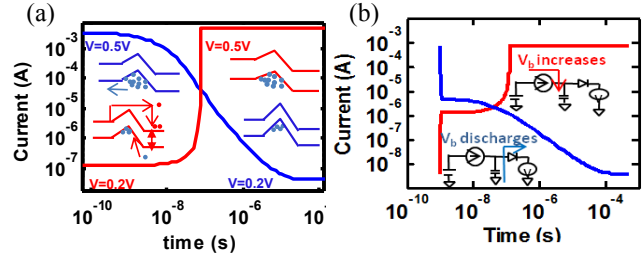 (a)
Current (A)
10⁻³
10⁻⁴
10⁻⁵
10⁻⁶
10⁻⁷
V=0.5V
V=0.5V
V=0.2V
V=0.2V
10⁻¹⁰
10⁻⁸
10⁻⁶
10⁻⁴
time (s)
(b)
Current (A)
10⁻³
10⁻⁴
10⁻⁵
10⁻⁶
10⁻⁷
10⁻⁸
V_b increases
V_b discharges
10⁻¹⁰
10⁻⁸
10⁻⁶
10⁻⁴
Time (s)